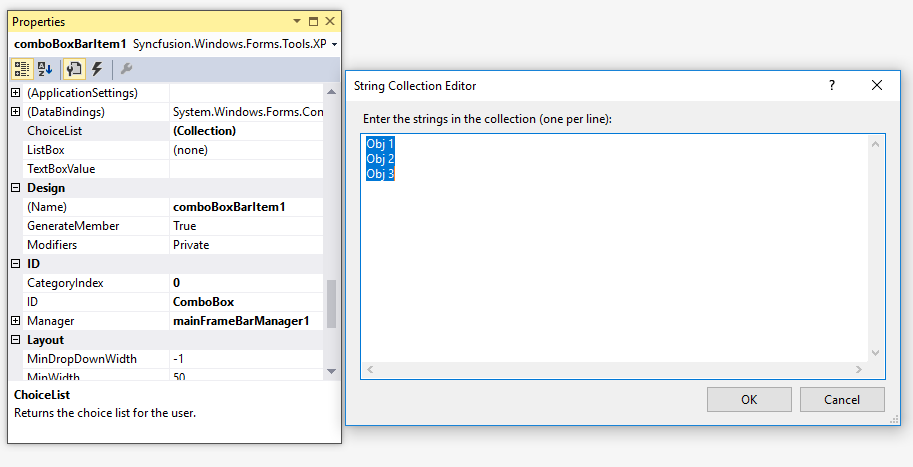 Properties
comboBoxBarItem1 Syncfusion.Windows.Forms.Tools.XP
(ApplicationSettings)
(DataBindings) System.Windows.Forms.Con
ChoiceList (Collection)
ListBox (none)
TextBoxValue
Design
(Name) comboBoxBarItem1
GenerateMember True
Modifiers Private
ID
CategoryIndex 0
ID ComboBox
Manager mainFrameBarManager1
Layout
MinDropDownWidth -1
MinWidth 50
ChoiceList
Returns the choice list for the user.
String Collection Editor
Enter the strings in the collection (one per line):
Obj 1
Obj 2
Obj 3
OK Cancel